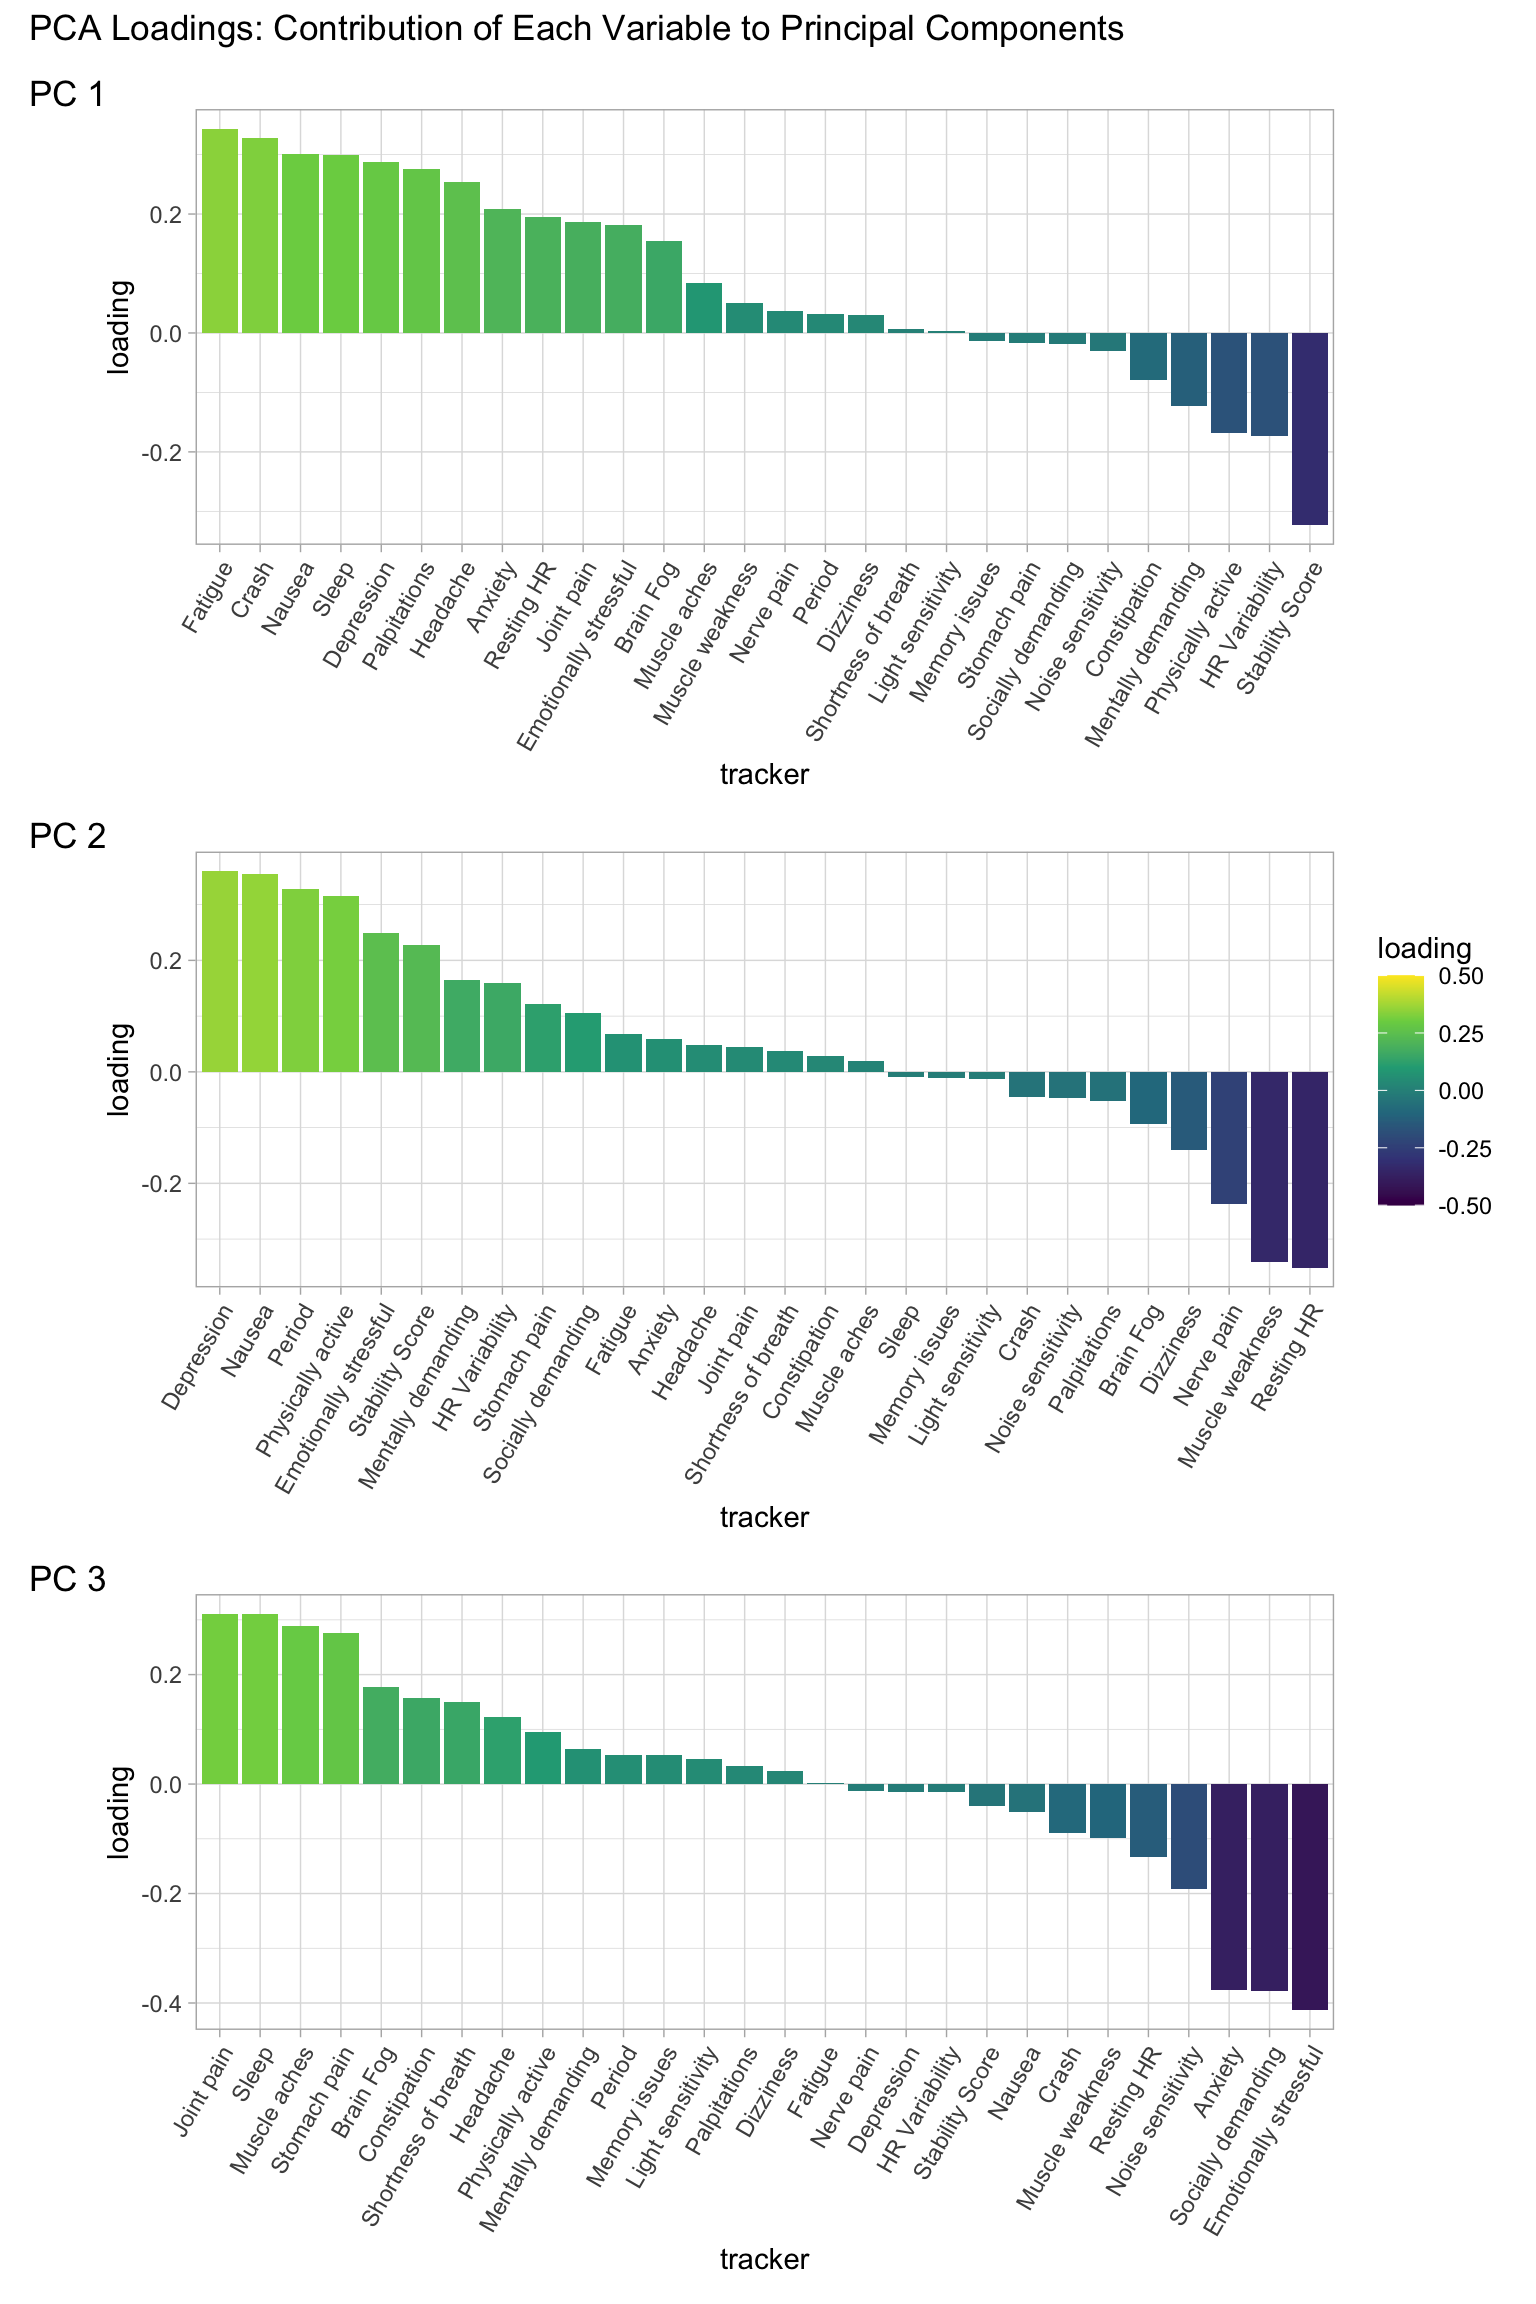 PCA Loadings: Contribution of Each Variable to Principal Components
PC 1
loading
0.2
0.0
-0.2
Fatigue
Crash
Nausea
Sleep
Depression
Palpitations
Headache
Anxiety
Resting HR
Joint pain
Emotionally stressful
Brain Fog
Muscle aches
Muscle weakness
Nerve pain
Period
Dizziness
Shortness of breath
Light sensitivity
Memory issues
Stomach pain
Socially demanding
Noise sensitivity
Constipation
Mentally demanding
Physically active
HR Variability
Stability Score
tracker
PC 2
loading
0.2
0.0
-0.2
Depression
Nausea
Period
Physically active
Emotionally stressful
Stability Score
Mentally demanding
HR Variability
Stomach pain
Socially demanding
Fatigue
Anxiety
Headache
Joint pain
Shortness of breath
Constipation
Muscle aches
Sleep
Memory issues
Light sensitivity
Crash
Noise sensitivity
Palpitations
Brain Fog
Dizziness
Nerve pain
Muscle weakness
Resting HR
tracker
loading
0.50
0.25
0.00
-0.25
-0.50
PC 3
loading
0.2
0.0
-0.2
-0.4
Joint pain
Sleep
Muscle aches
Stomach pain
Brain Fog
Constipation
Shortness of breath
Headache
Physically active
Mentally demanding
Period
Memory issues
Light sensitivity
Palpitations
Dizziness
Fatigue
Nerve pain
Depression
HR Variability
Stability Score
Nausea
Crash
Muscle weakness
Resting HR
Noise sensitivity
Anxiety
Socially demanding
Emotionally stressful
tracker